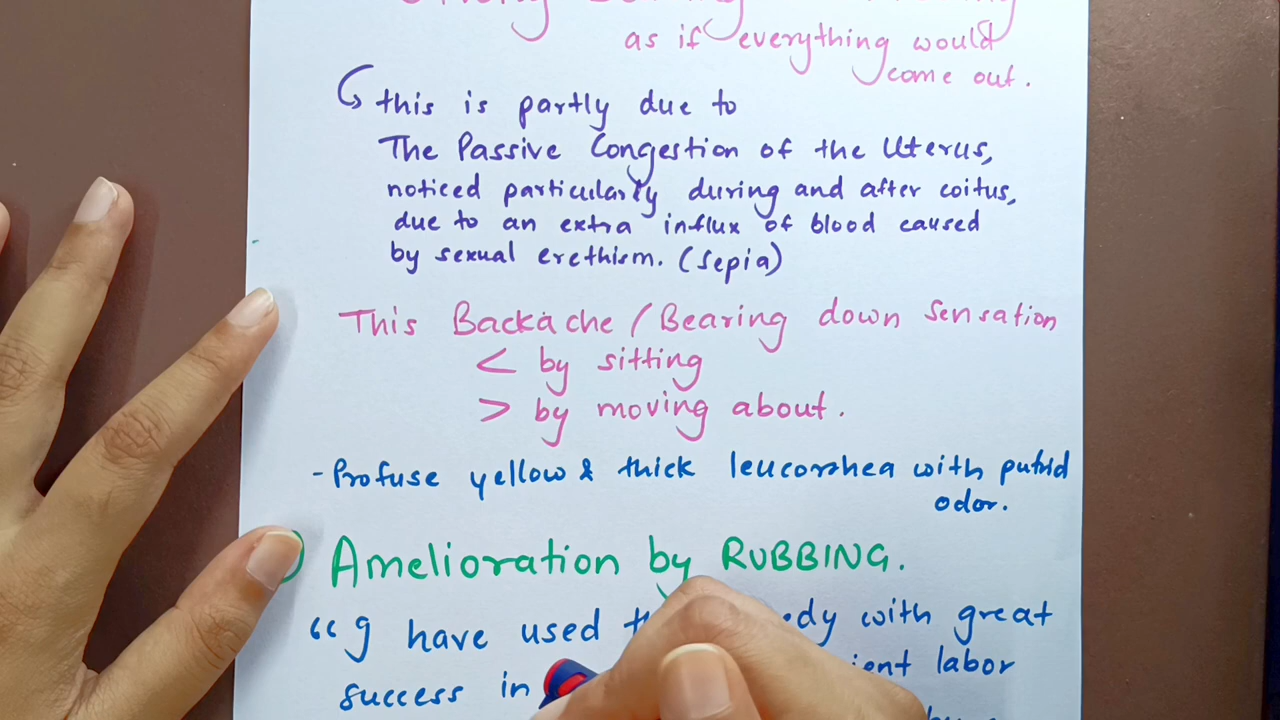 as if everything would
come out.
this is partly due to
The Passive Congestion of the Uterus,
noticed particularly during and after coitus,
due to an extra influx of blood caused
by sexual erethism. (Sepia)
This Backache / Bearing down sensation
< by sitting
> by moving about.
- Profuse yellow & thick leucorrhea with putrid
odor.
Amelioration by RUBBING.
“I have used with great
success in labor